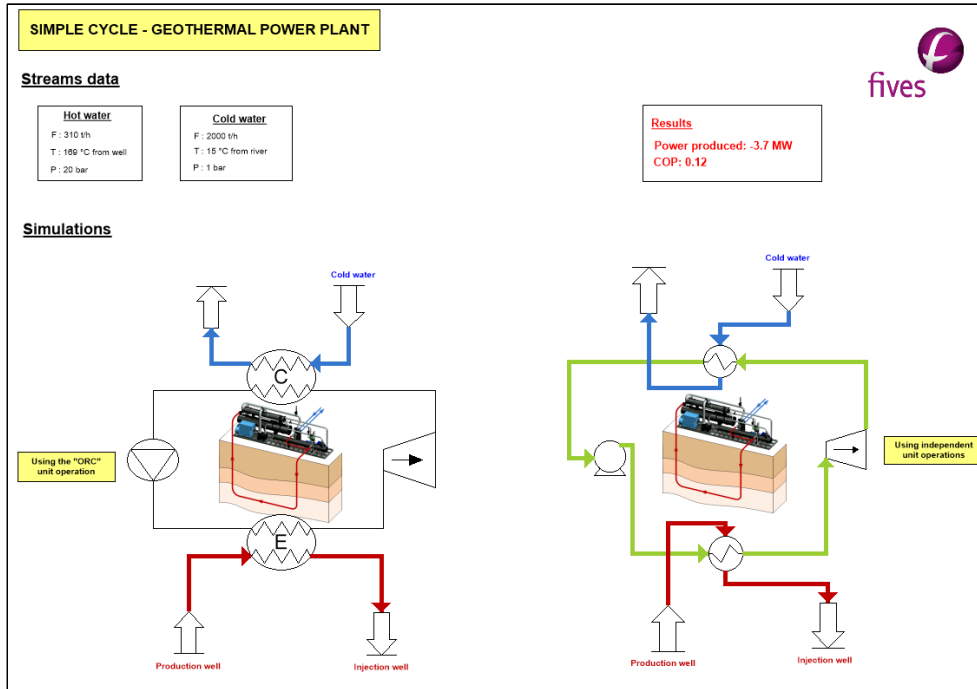 SIMPLE CYCLE - GEOTHERMAL POWER PLANT
fives
Streams data
Hot water
F : 310 t/h
T : 169 °C from well
P : 20 bar
Cold water
F : 2000 t/h
T : 15 °C from river
P : 1 bar
Results
Power produced: -3.7 MW
COP: 0.12
Simulations
Cold water
C
Using the "ORC"
unit operation
E
Production well
Injection well
Cold water
Using independent
unit operations
Production well
Injection well